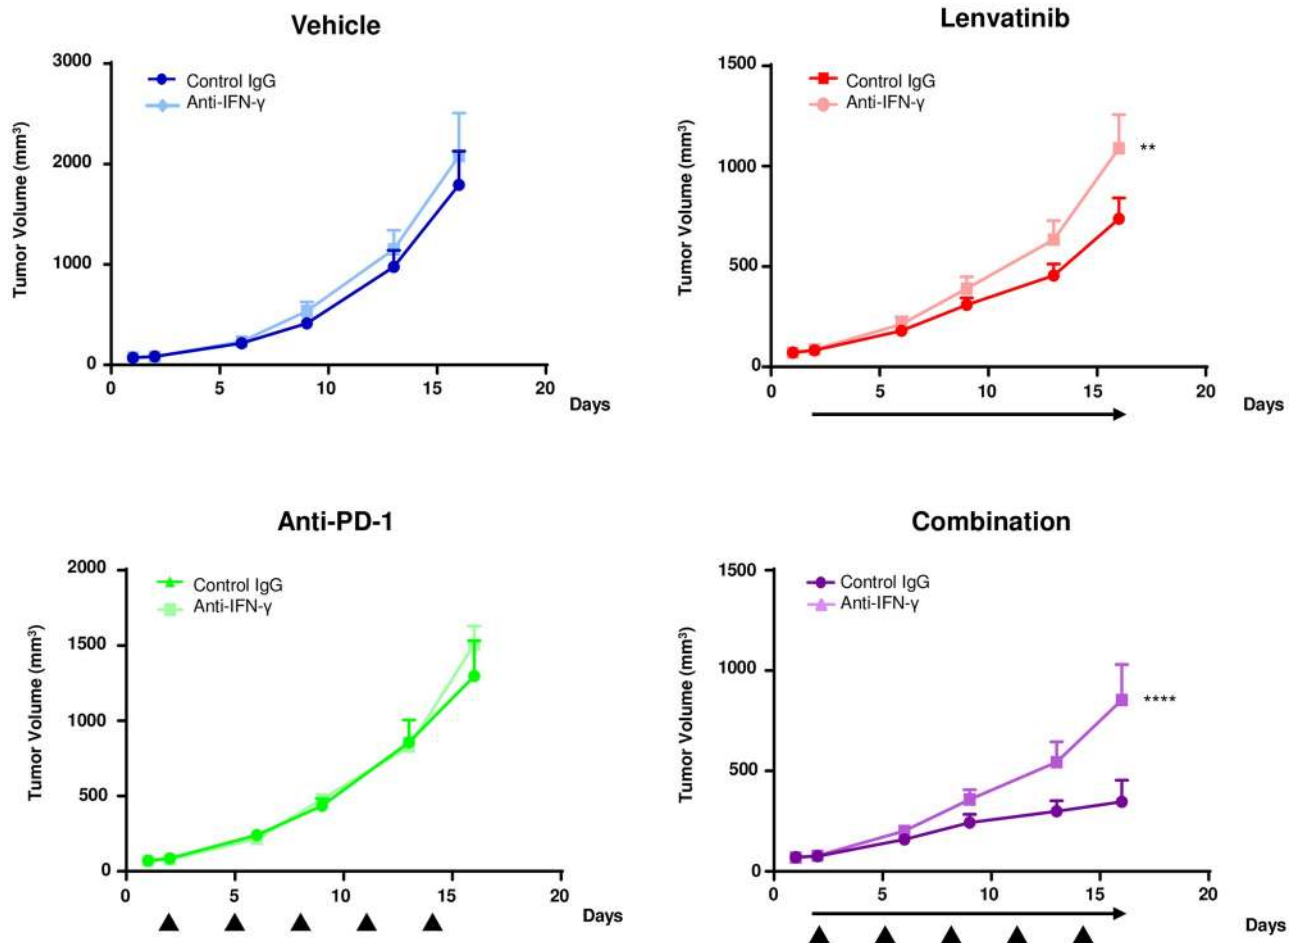 Vehicle
3000
2000
1000
0
Tumor Volume (mm³)
Control IgG
Anti-IFN-γ
0 5 10 15 20
Days
Lenvatinib
1500
1000
500
0
Tumor Volume (mm³)
Control IgG
Anti-IFN-γ
**
0 5 10 15 20
Days
Anti-PD-1
2000
1500
1000
500
0
Tumor Volume (mm³)
Control IgG
Anti-IFN-γ
0 5 10 15 20
Days
Combination
1500
1000
500
0
Tumor Volume (mm³)
Control IgG
Anti-IFN-γ
****
0 5 10 15 20
Days